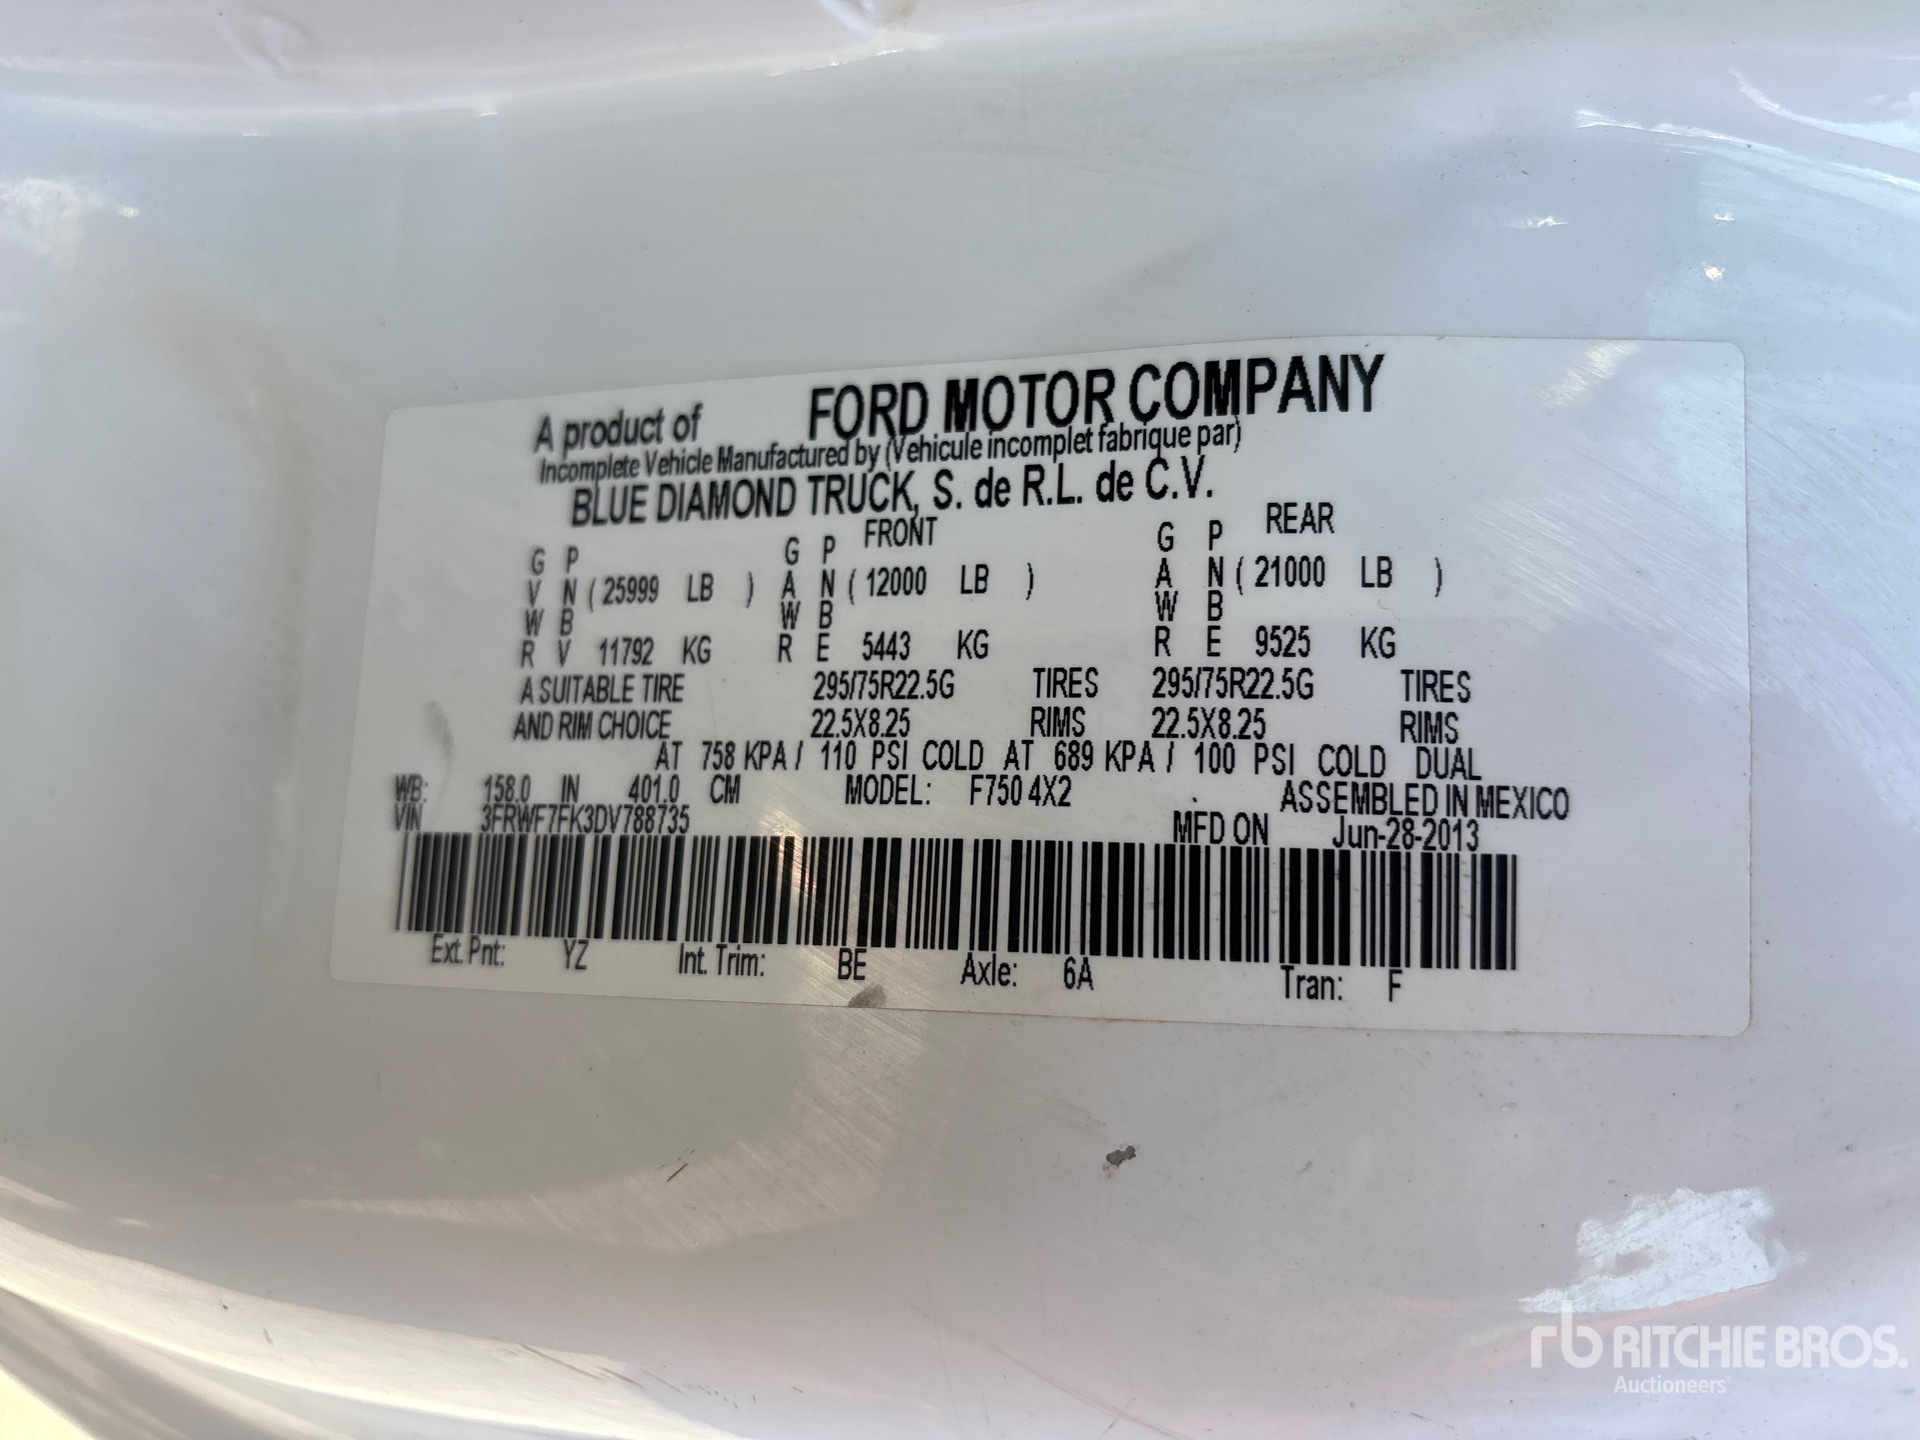 A product of FORD MOTOR COMPANY
Incomplete Vehicle Manufactured by (Vehicule incomplet fabrique par)
BLUE DIAMOND TRUCK, S. de R.L. de C.V.
FRONT REAR
G P G P G P
V N ( 25999 LB ) A N ( 12000 LB ) A N ( 21000 LB )
W B W B W B
R V 11792 KG R E 5443 KG R E 9525 KG
A SUITABLE TIRE 295/75R22.5G TIRES 295/75R22.5G TIRES
AND RIM CHOICE 22.5X8.25 RIMS 22.5X8.25 RIMS
AT 758 KPA / 110 PSI COLD AT 689 KPA / 100 PSI COLD DUAL
WB: 158.0 IN 401.0 CM MODEL: F750 4X2 ASSEMBLED IN MEXICO
VIN 3FRWF7FK3DV788735 MFD ON Jun-28-2013
Ext. Pnt: YZ Int. Trim: BE Axle: 6A Tran: F
rb RITCHIE BROS.
Auctioneers